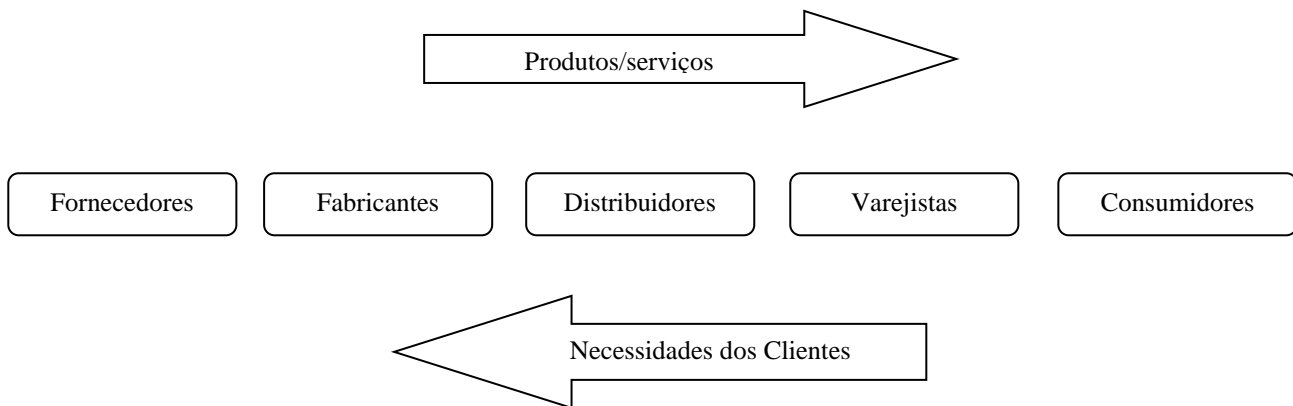 Produtos/serviços
Fornecedores
Fabricantes
Distribuidores
Varejistas
Consumidores
Necessidades dos Clientes